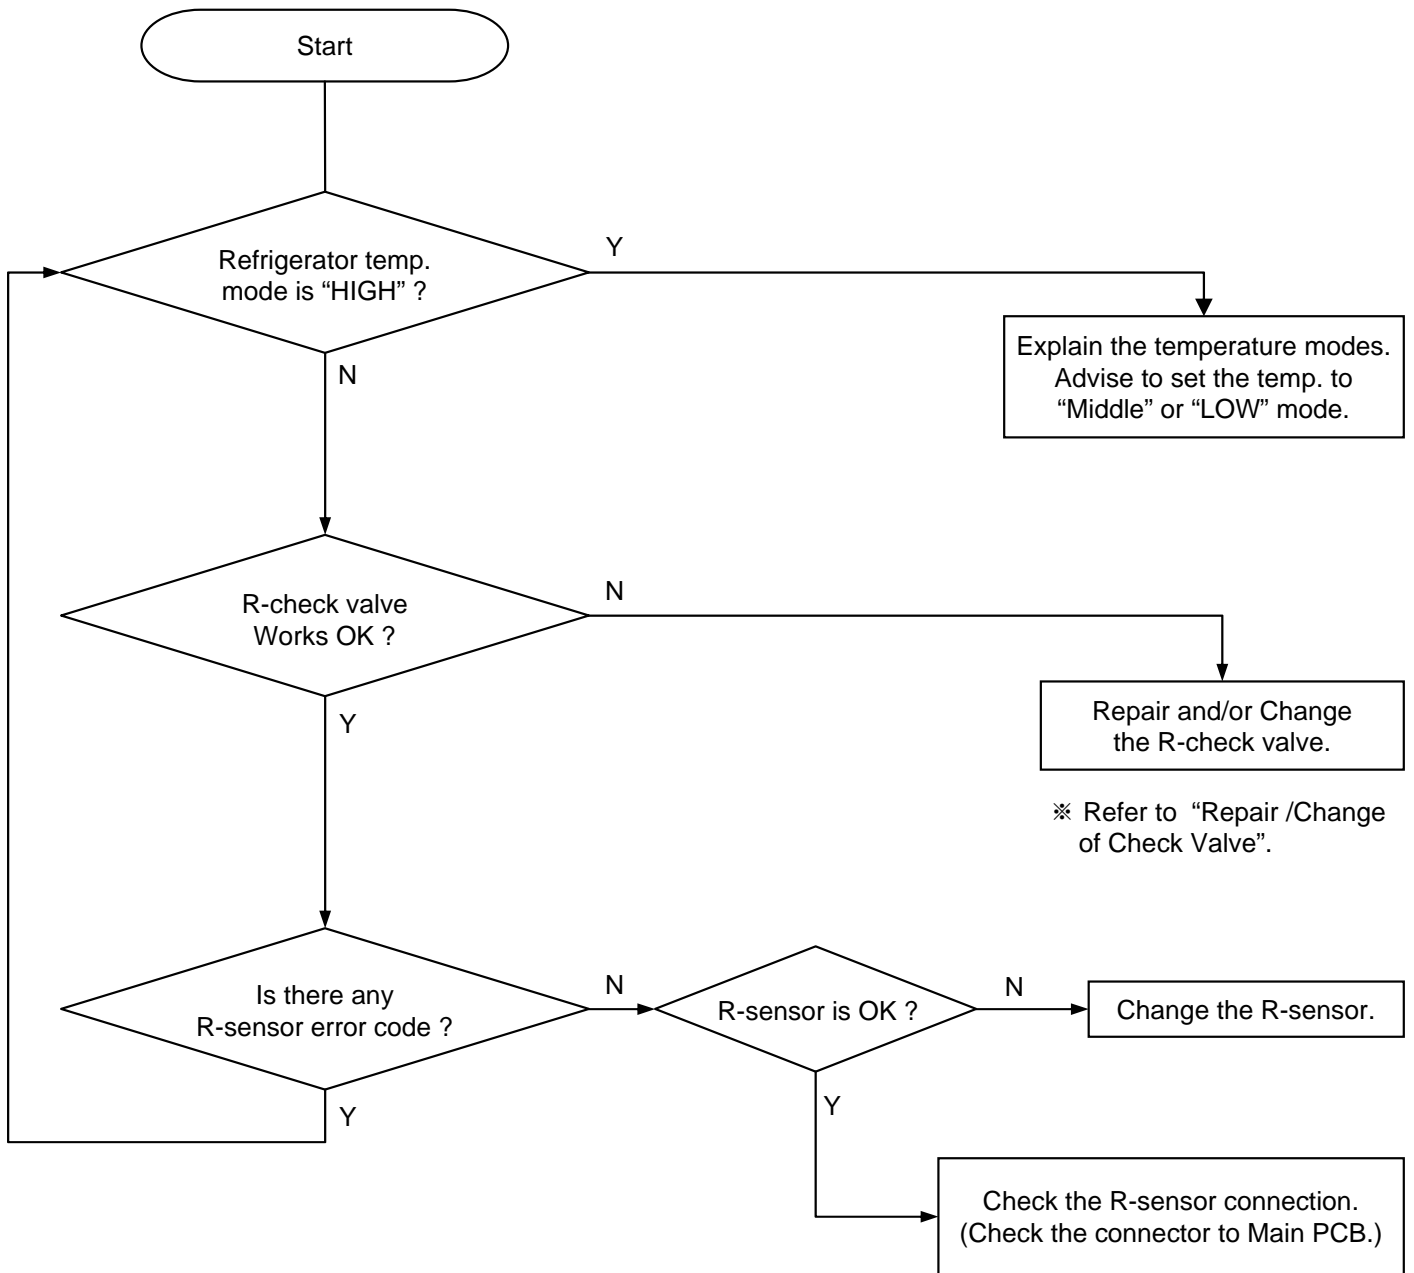 Start
Refrigerator temp.
mode is “HIGH” ?
Y
N
Explain the temperature modes.
Advise to set the temp. to
“Middle” or “LOW” mode.
R-check valve
Works OK ?
N
Y
Repair and/or Change
the R-check valve.
※ Refer to “Repair /Change
of Check Valve”.
Is there any
R-sensor error code ?
N
Y
R-sensor is OK ?
N
Y
Change the R-sensor.
Check the R-sensor connection.
(Check the connector to Main PCB.)